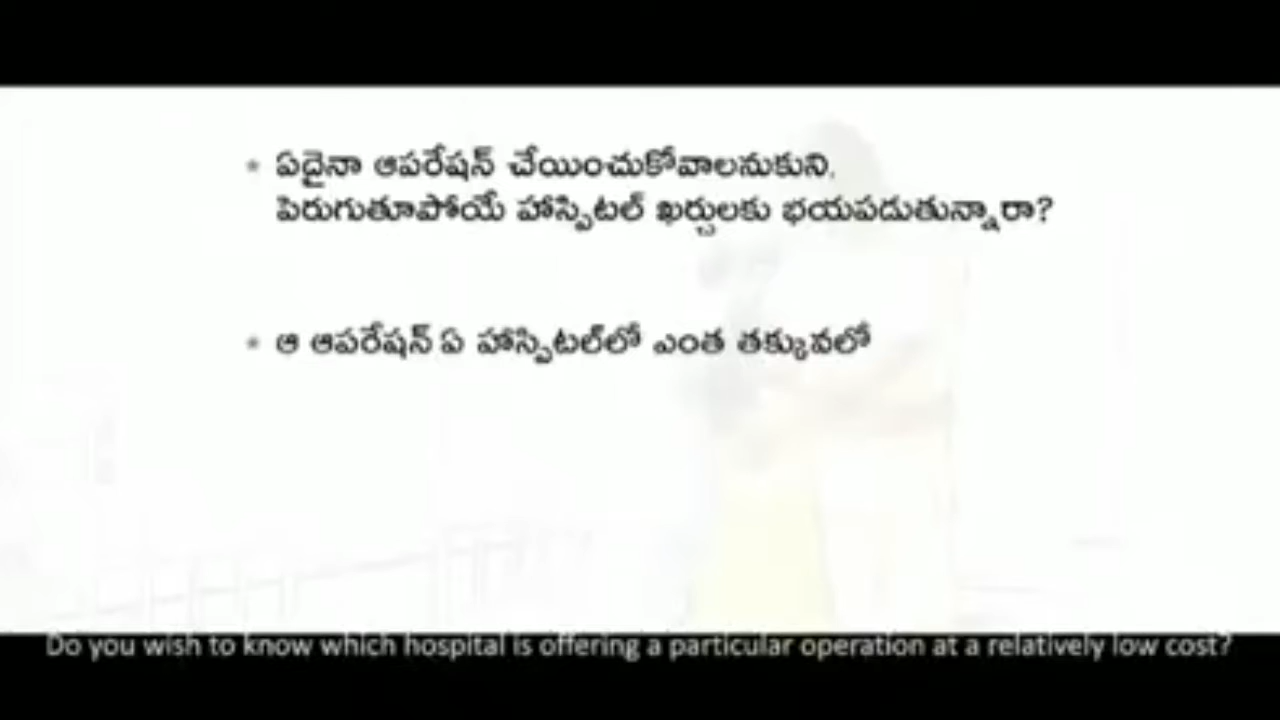 * ఏదైనా ఆపరేషన్ చేయించుకోవాలనుకుని,
పెరుగుతూపోయే హాస్పిటల్ ఖర్చులకు భయపడుతున్నారా?
* ఆ ఆపరేషన్ ఏ హాస్పిటల్‌లో ఎంత తక్కువలో
Do you wish to know which hospital is offering a particular operation at a relatively low cost?